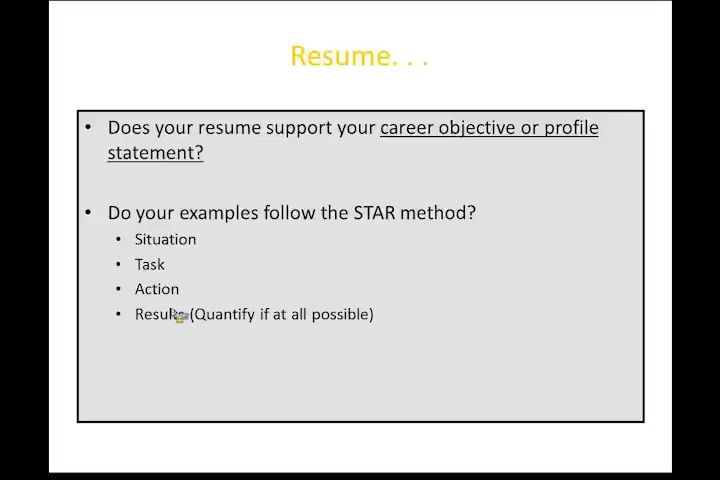 Resume. . .
• Does your resume support your career objective or profile
statement?
• Do your examples follow the STAR method?
• Situation
• Task
• Action
• Results (Quantify if at all possible)